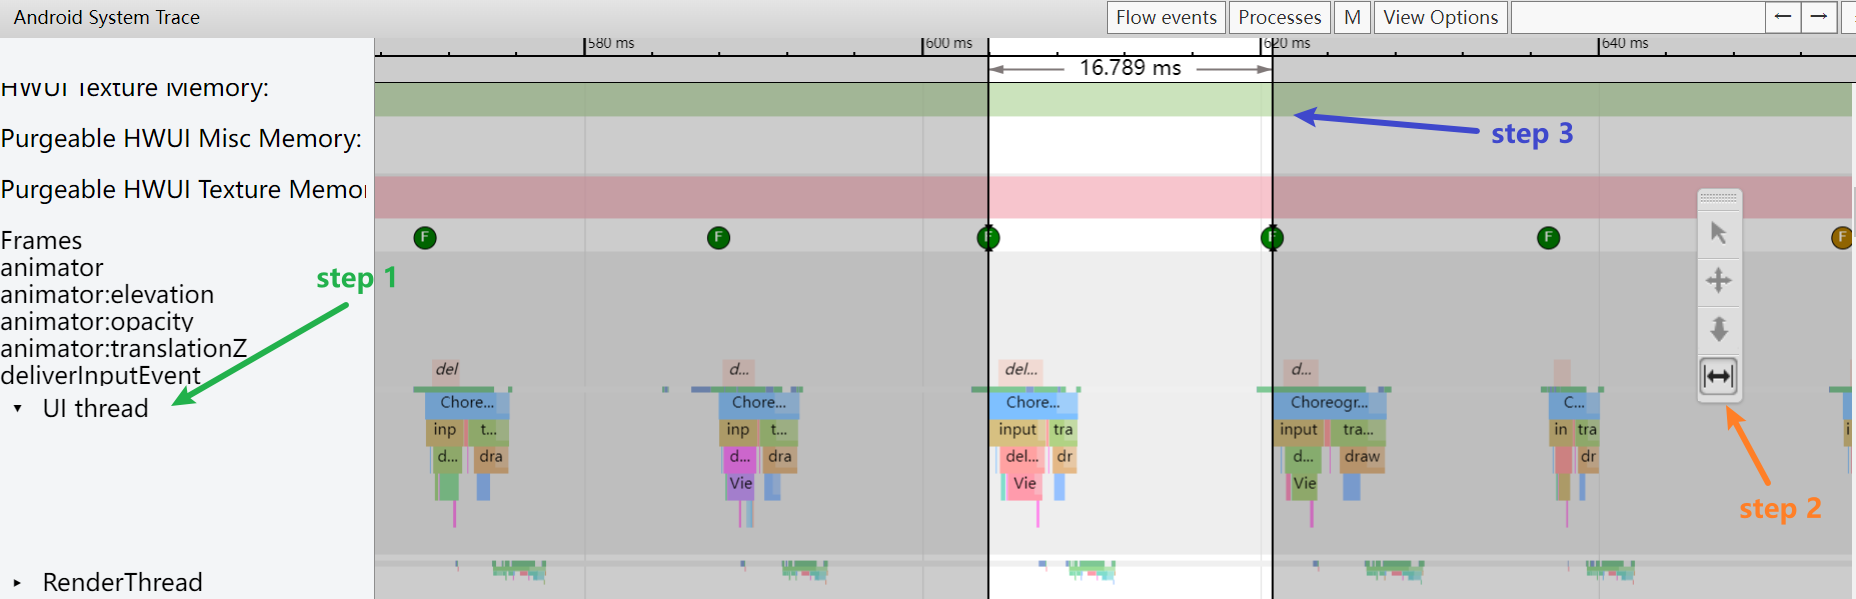 Android System Trace
Flow events
Processes
M
View Options
←
→
580 ms
600 ms
620 ms
640 ms
16.789 ms
HWUI Texture Memory:
Purgeable HWUI Misc Memory:
step 3
Purgeable HWUI Texture Memor
Frames
F
F
F
F
F
F
animator
step 1
animator:elevation
animator:opacity
animator:translationZ
deliverInputEvent
del
d...
del...
d...
UI thread
Chore...
Chore...
Chore...
Choreogr...
C...
inp
t...
inp
t...
input
tra
input
tra...
in
tra
i
d...
dra
d...
dra
del...
dr
d...
draw
dr
Vie
Vie
Vie
step 2
RenderThread